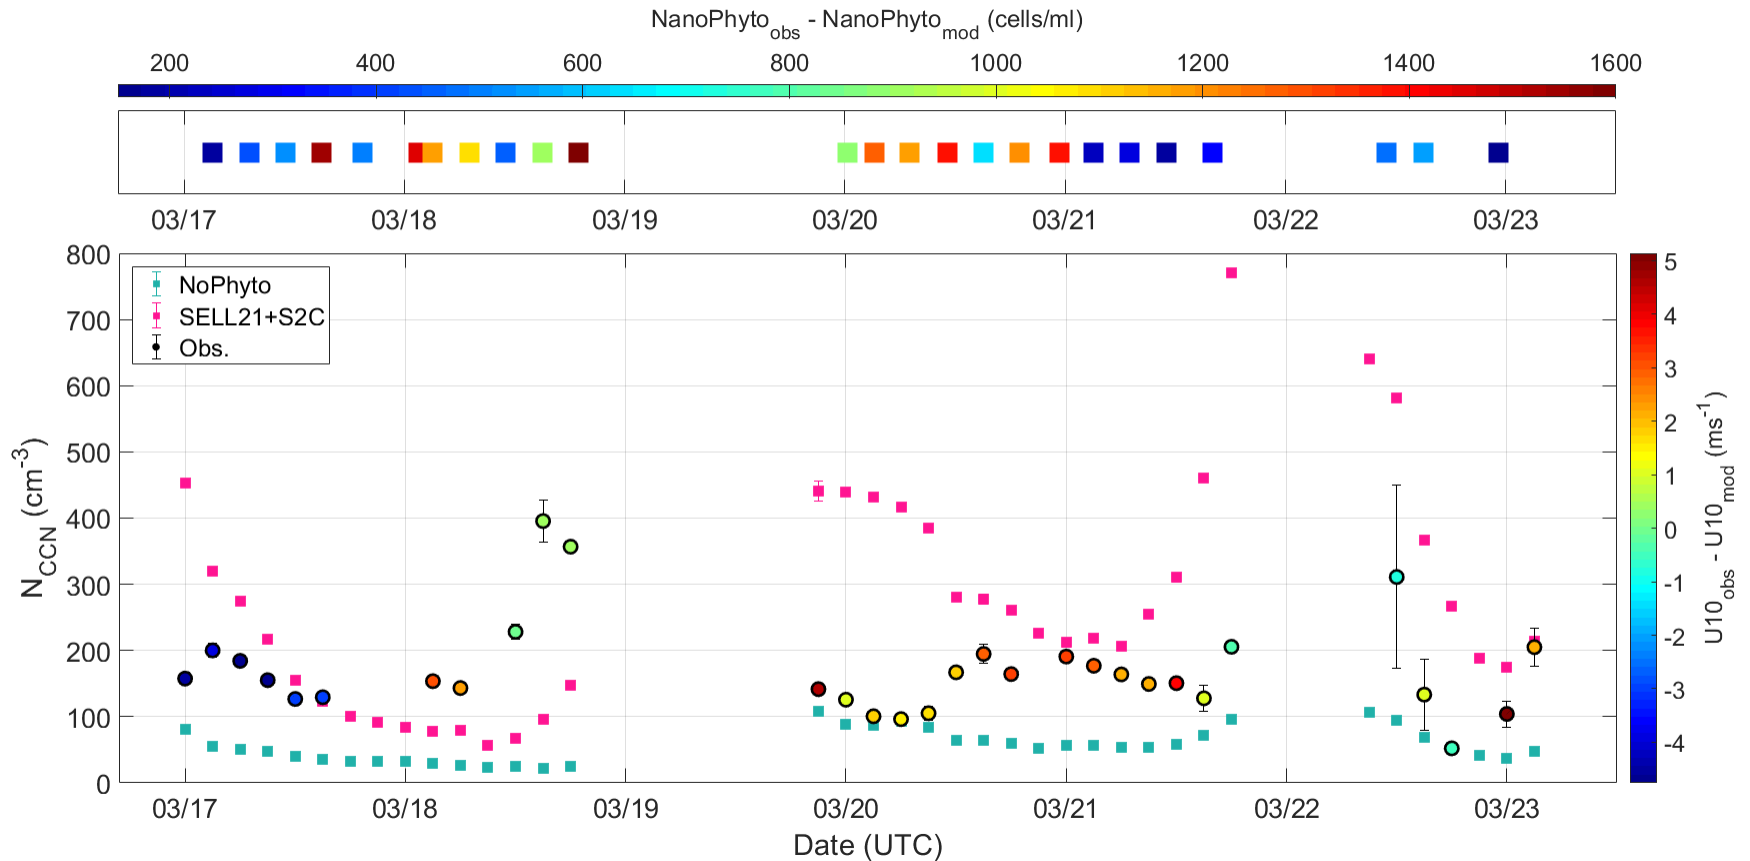 NanoPhyto_obs - NanoPhyto_mod (cells/ml)
200 400 600 800 1000 1200 1400 1600
03/17 03/18 03/19 03/20 03/21 03/22 03/23
800
700
600
500
400
300
200
100
0
N_CCN (cm^-3)
NoPhyto
SELL21+S2C
Obs.
03/17 03/18 03/19 03/20 03/21 03/22 03/23
Date (UTC)
5
4
3
2
1
0
-1
-2
-3
-4
U10_obs - U10_mod (ms^-1)